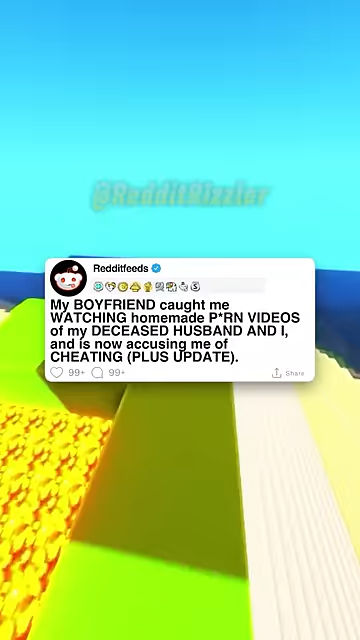 @RedditRizzler
Redditfeeds
My BOYFRIEND caught me
WATCHING homemade P*RN VIDEOS
of my DECEASED HUSBAND AND I,
and is now accusing me of
CHEATING (PLUS UPDATE).
99+ 99+ Share